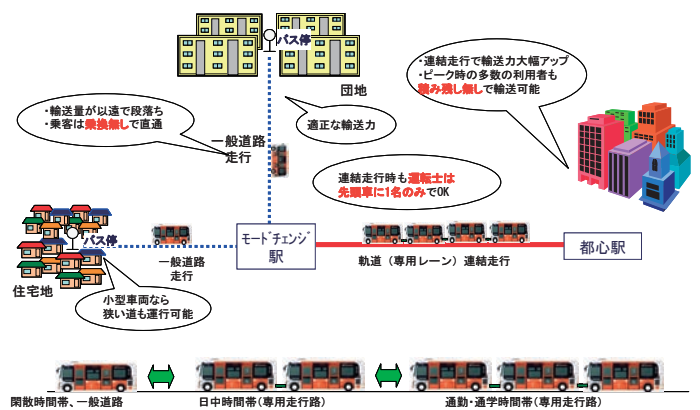 バス停
団地
・連結走行で輸送力大幅アップ
・ピーク時の多数の利用者も
積み残し無しで輸送可能
・輸送量が以遠で段落ち
・乗客は乗換無しで直通
適正な輸送力
一般道路
走行
連結走行時も運転士は
先頭車に1名のみでOK
バス停
一般道路
走行
モードチェンジ
駅
軌道（専用レーン）連結走行
都心駅
住宅地
小型車両なら
狭い道も運行可能
閑散時間帯、一般道路
日中時間帯（専用走行路）
通勤・通学時間帯（専用走行路）